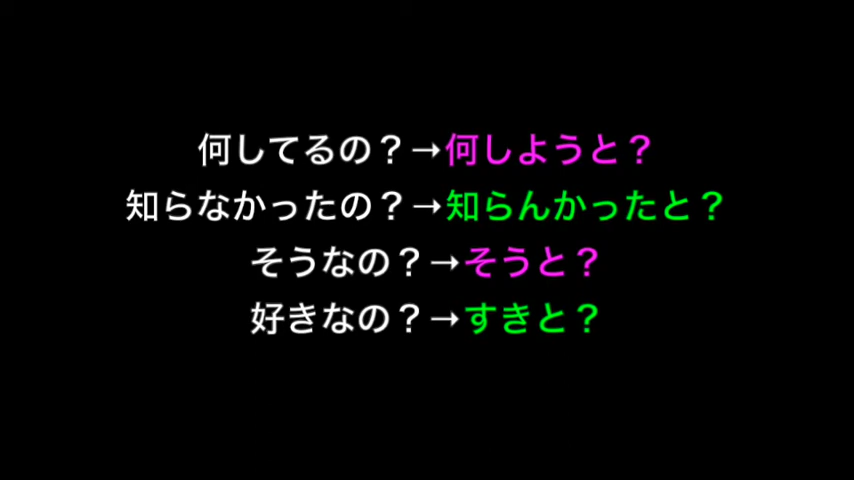 何してるの？→何しようと？
知らなかったの？→知らんかったと？
そうなの？→そうと？
好きなの？→すきと？